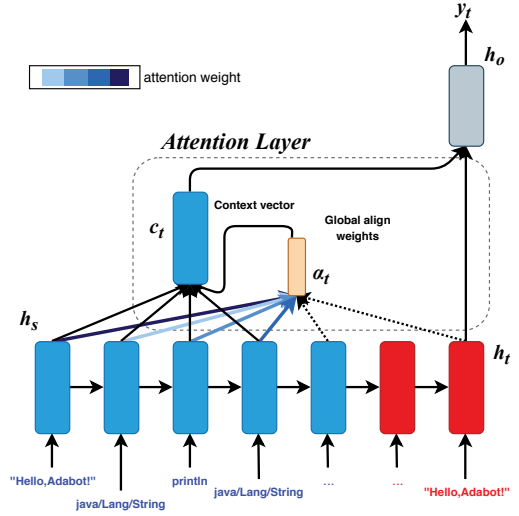 y_t
h_o
attention weight
Attention Layer
Context vector
c_t
Global align
weights
α_t
h_s
h_t
"Hello,Adabot!"
java/Lang/String
println
java/Lang/String
...
...
"Hello,Adabot!"